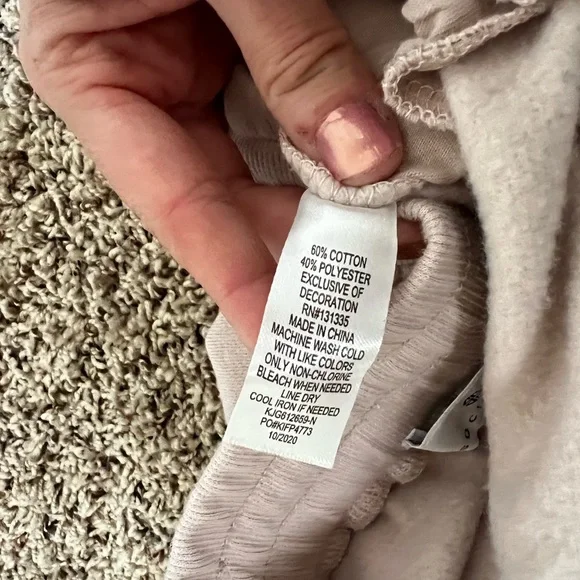 60% COTTON
40% POLYESTER
EXCLUSIVE OF
DECORATION
RN#131335
MADE IN CHINA
MACHINE WASH COLD
WITH LIKE COLORS
ONLY NON-CHLORINE
BLEACH WHEN NEEDED
LINE DRY
COOL IRON IF NEEDED
KJG612659-N
PO#KIFP4773
10/2020